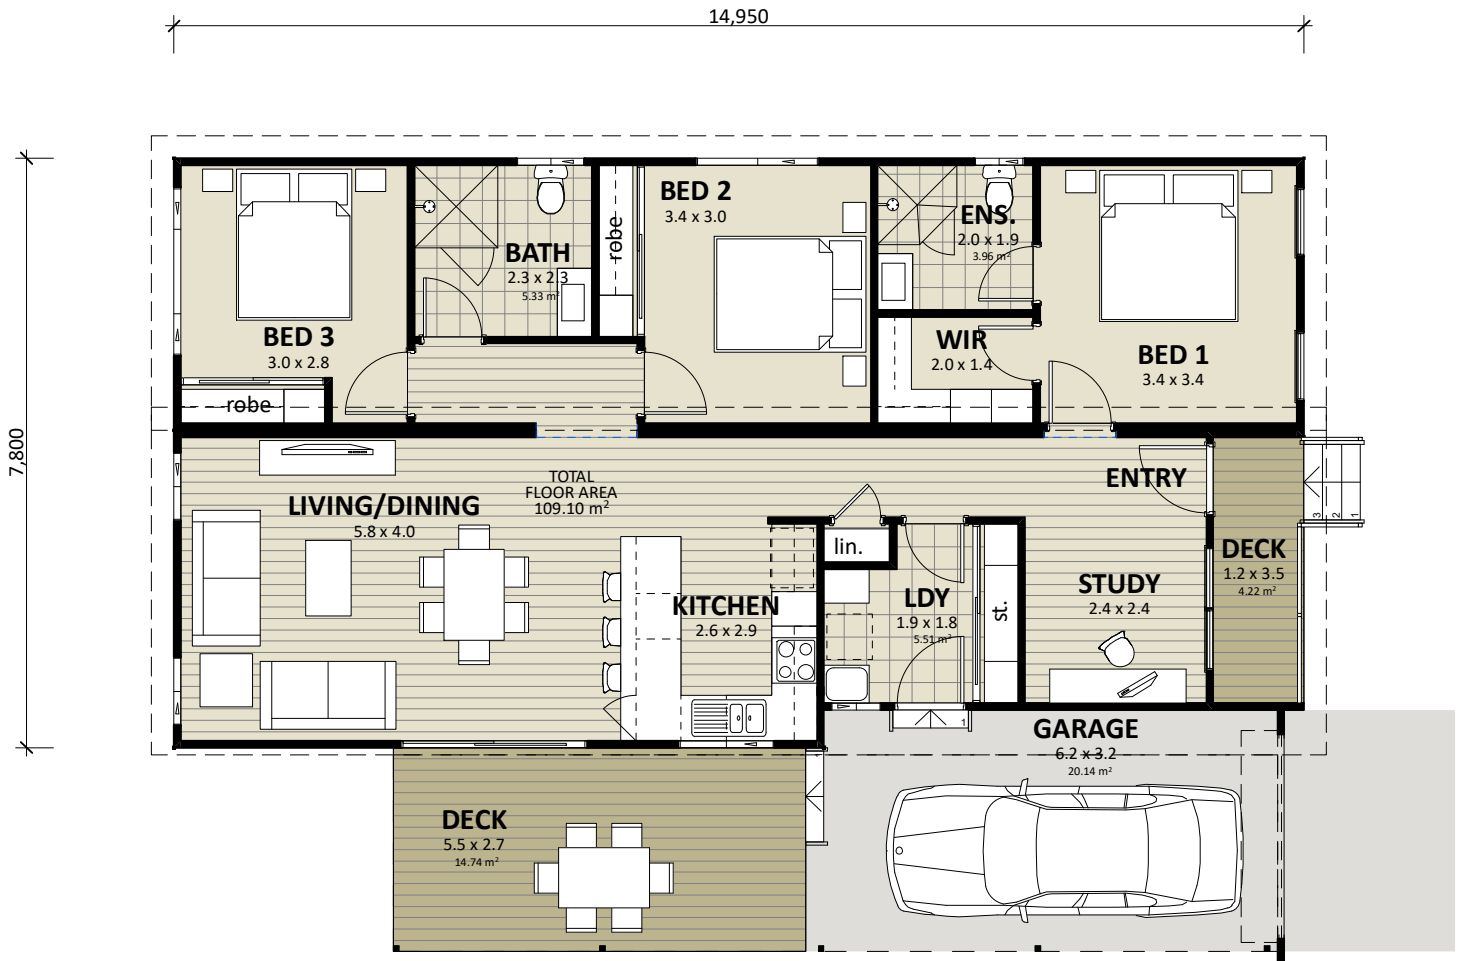 14,950
7,800
BED 3
3.0 x 2.8
robe
BATH
2.3 x 2.3
5.33 m²
robe
BED 2
3.4 x 3.0
ENS.
2.0 x 1.9
3.96 m²
WIR
2.0 x 1.4
BED 1
3.4 x 3.4
LIVING/DINING
5.8 x 4.0
TOTAL
FLOOR AREA
109.10 m²
ENTRY
3
2
1
KITCHEN
2.6 x 2.9
lin.
LDY
1.9 x 1.8
5.51 m²
st.
STUDY
2.4 x 2.4
DECK
1.2 x 3.5
4.22 m²
1
GARAGE
6.2 x 3.2
20.14 m²
DECK
5.5 x 2.7
14.74 m²